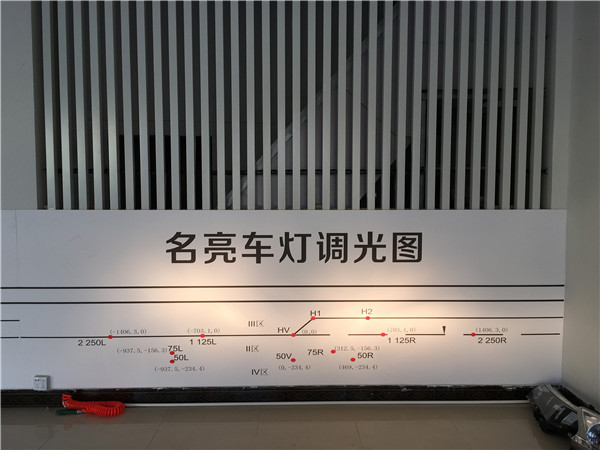 名亮车灯调光图
H1 H2
III区
(-1406.3,0) (-703.1,0) HV (0,0) (703.1,0) (1406.3,0)
2 250L 1 125L 1 125R 2 250R
75L II区 75R (312.5,-156.3)
(-937.5,-156.3)
50L 50V 50R
(-937.5,-234.4) (0,-234.4) (469,-234.4)
IV区